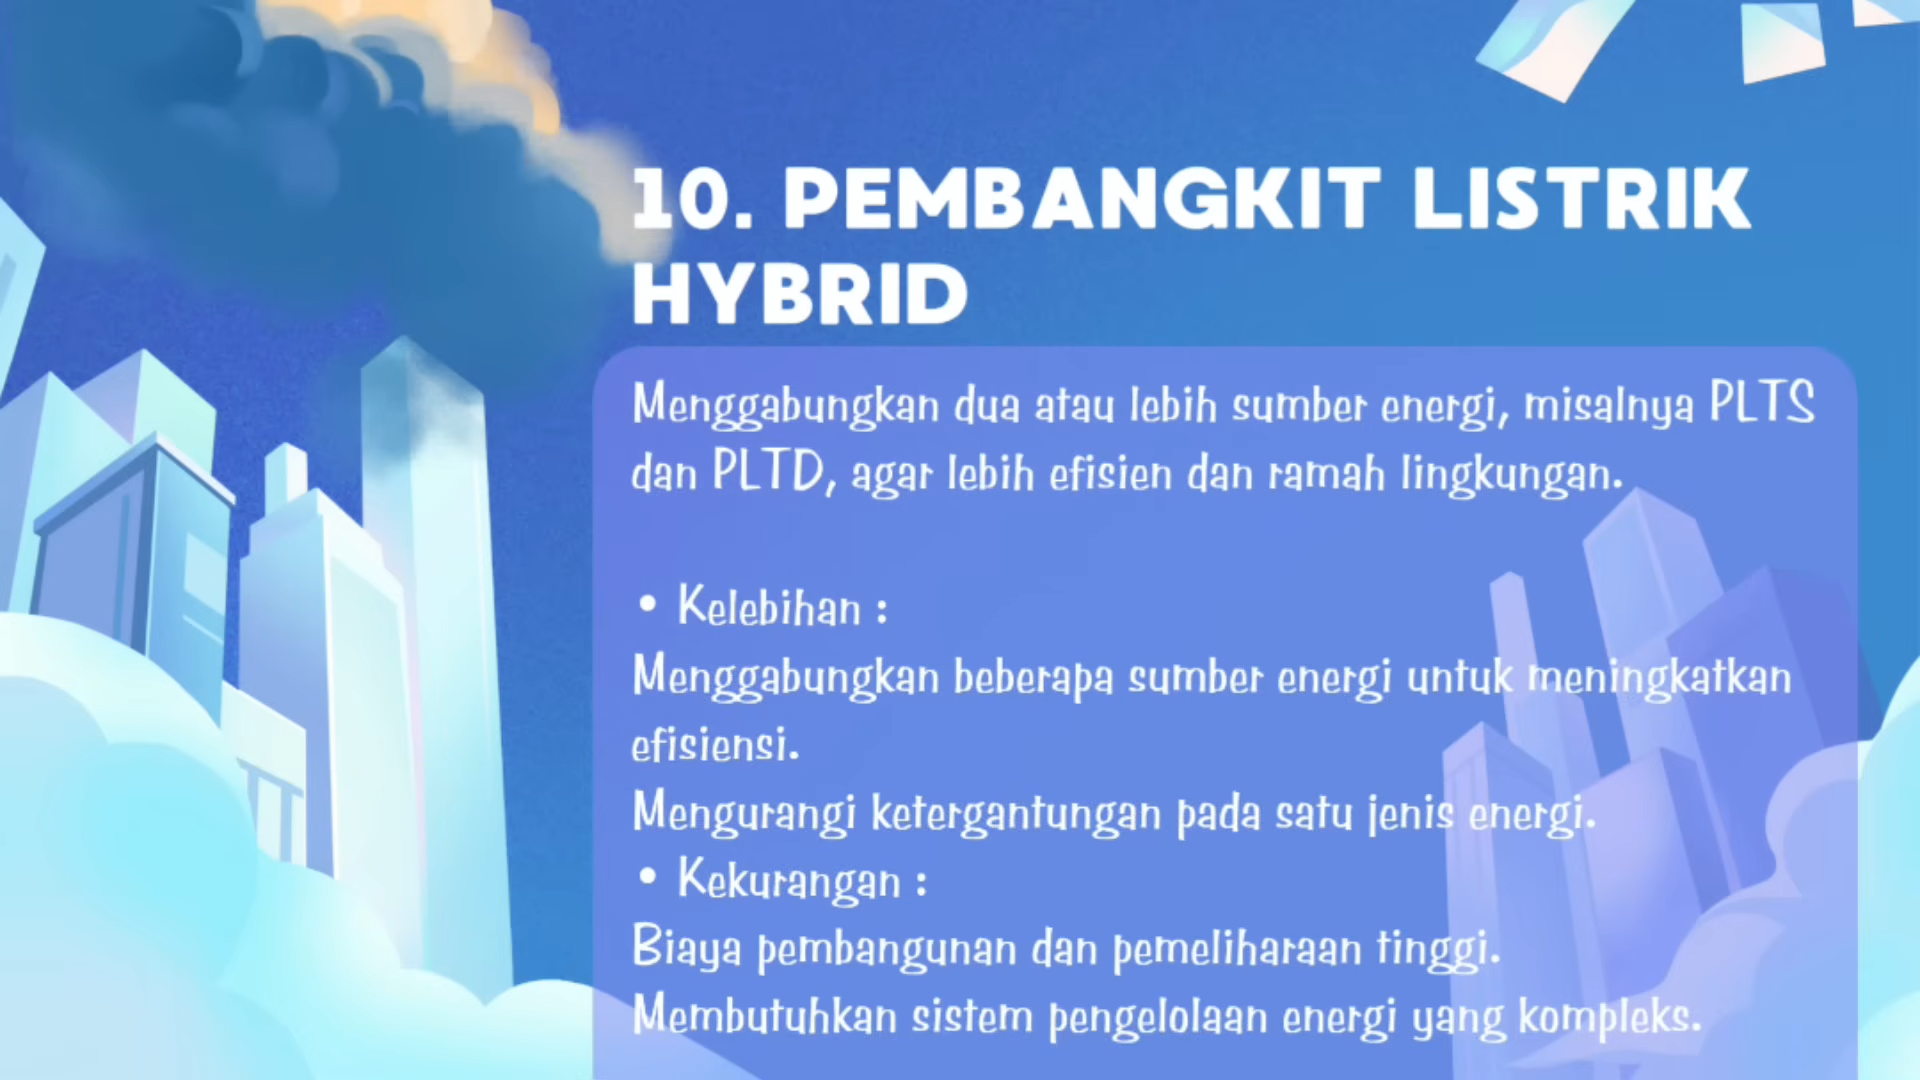 10. PEMBANGKIT LISTRIK
HYBRID
Menggabungkan dua atau lebih sumber energi, misalnya PLTS
dan PLTD, agar lebih efisien dan ramah lingkungan.
• Kelebihan :
Menggabungkan beberapa sumber energi untuk meningkatkan
efisiensi.
Mengurangi ketergantungan pada satu jenis energi.
• Kekurangan :
Biaya pembangunan dan pemeliharaan tinggi.
Membutuhkan sistem pengelolaan energi yang kompleks.